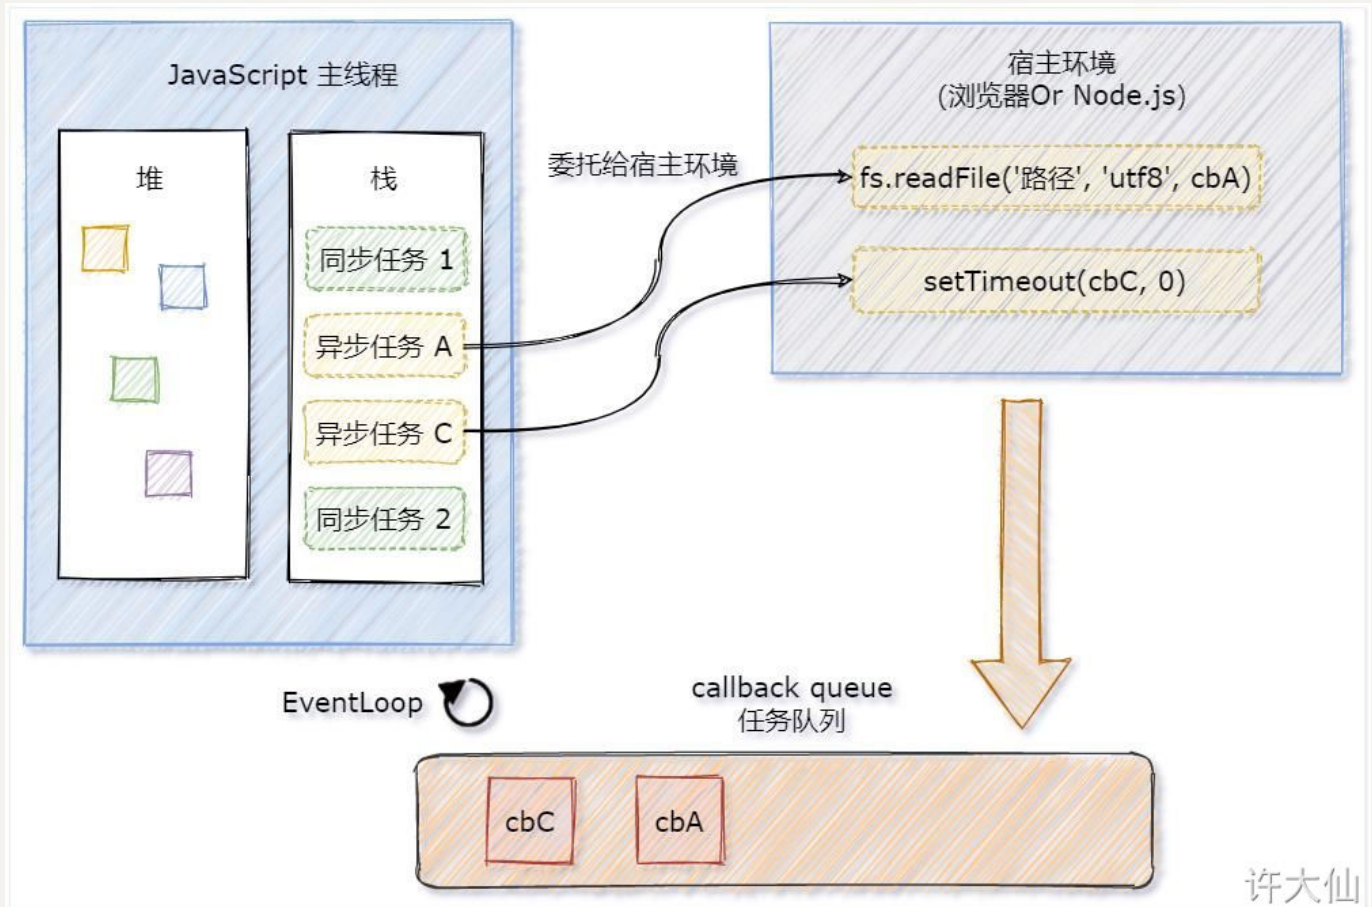 JavaScript 主线程
堆
栈
同步任务 1
异步任务 A
异步任务 C
同步任务 2
委托给宿主环境
宿主环境
(浏览器Or Node.js)
fs.readFile('路径', 'utf8', cbA)
setTimeout(cbC, 0)
EventLoop
callback queue
任务队列
cbC
cbA
许大仙